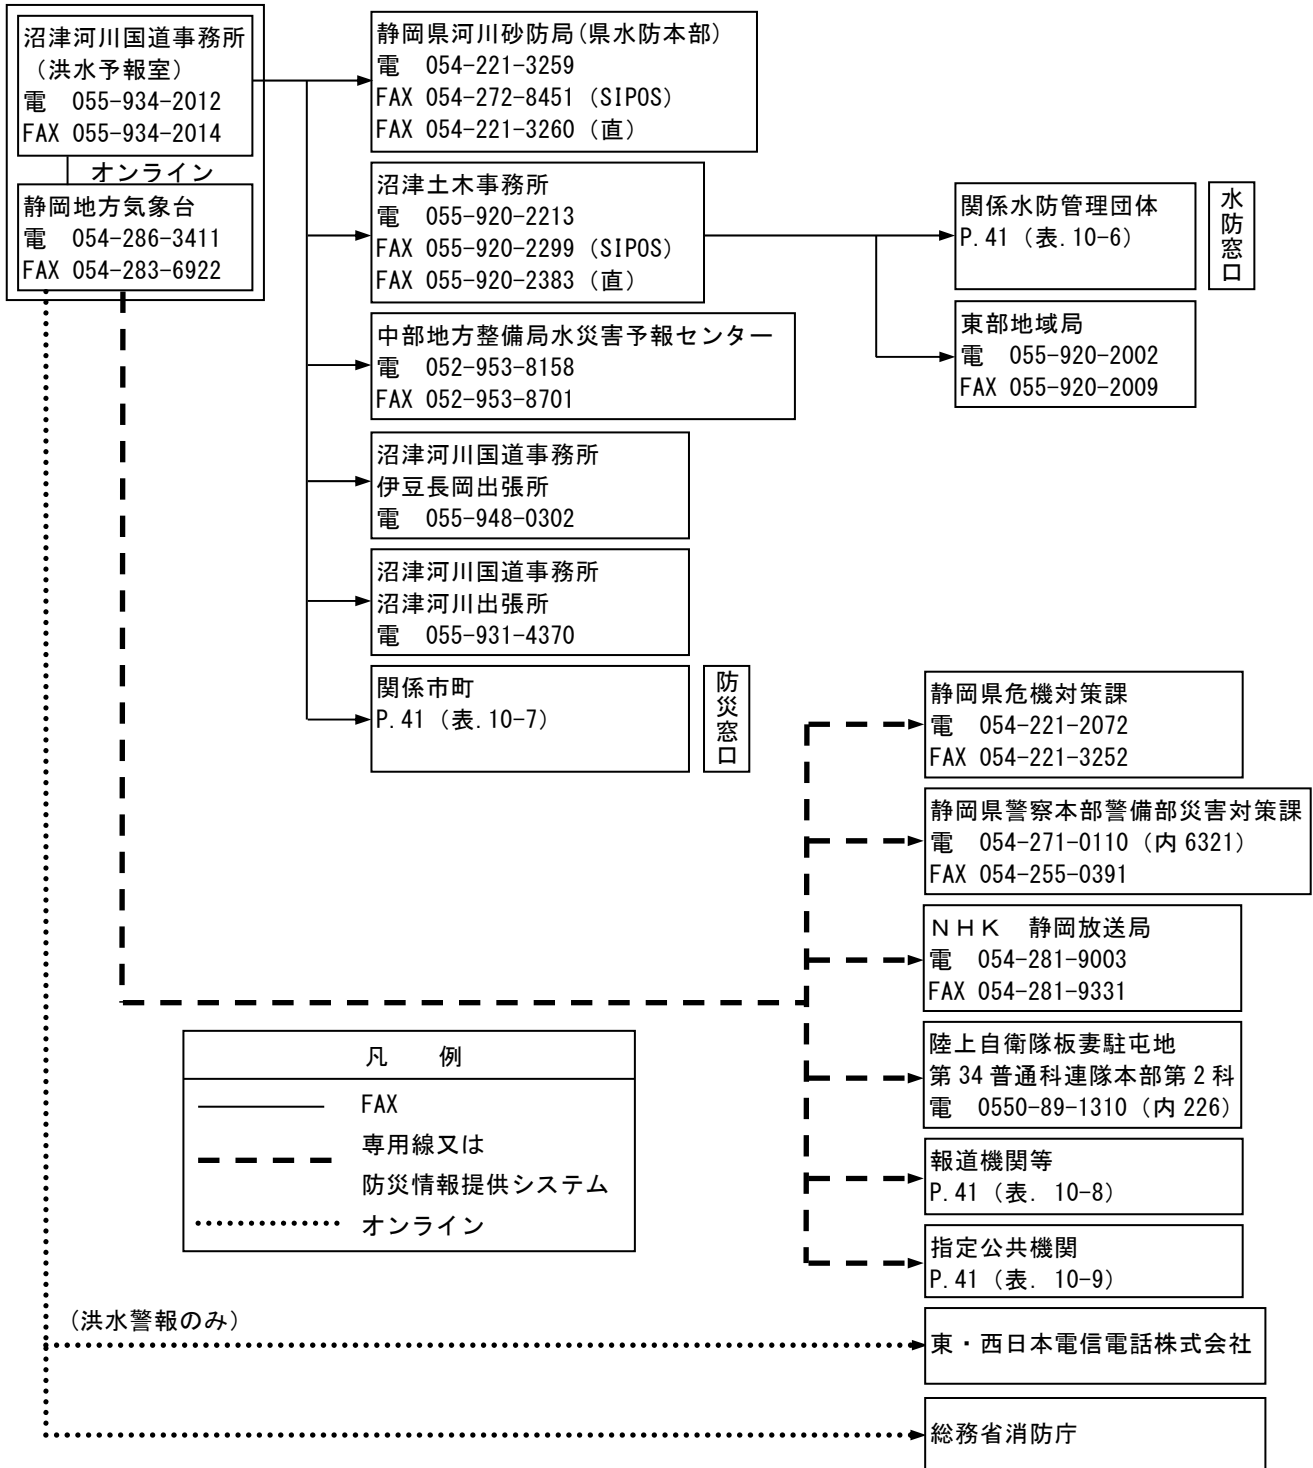 沼津河川国道事務所
（洪水予報室）
電　055-934-2012
FAX 055-934-2014
オンライン
静岡地方気象台
電　054-286-3411
FAX 054-283-6922
静岡県河川砂防局(県水防本部)
電　054-221-3259
FAX 054-272-8451（SIPOS）
FAX 054-221-3260（直）
沼津土木事務所
電　055-920-2213
FAX 055-920-2299（SIPOS）
FAX 055-920-2383（直）
関係水防管理団体
P.41（表.10-6）
水防窓口
東部地域局
電　055-920-2002
FAX 055-920-2009
中部地方整備局水災害予報センター
電　052-953-8158
FAX 052-953-8701
沼津河川国道事務所
伊豆長岡出張所
電　055-948-0302
沼津河川国道事務所
沼津河川出張所
電　055-931-4370
関係市町
P.41（表.10-7）
防災窓口
静岡県危機対策課
電　054-221-2072
FAX 054-221-3252
静岡県警察本部警備部災害対策課
電　054-271-0110（内 6321）
FAX 054-255-0391
ＮＨＫ　静岡放送局
電　054-281-9003
FAX 054-281-9331
陸上自衛隊板妻駐屯地
第 34 普通科連隊本部第 2 科
電　0550-89-1310（内 226）
報道機関等
P.41（表. 10-8）
指定公共機関
P.41（表. 10-9）
凡　例
FAX
専用線又は
防災情報提供システム
オンライン
（洪水警報のみ）
東・西日本電信電話株式会社
総務省消防庁